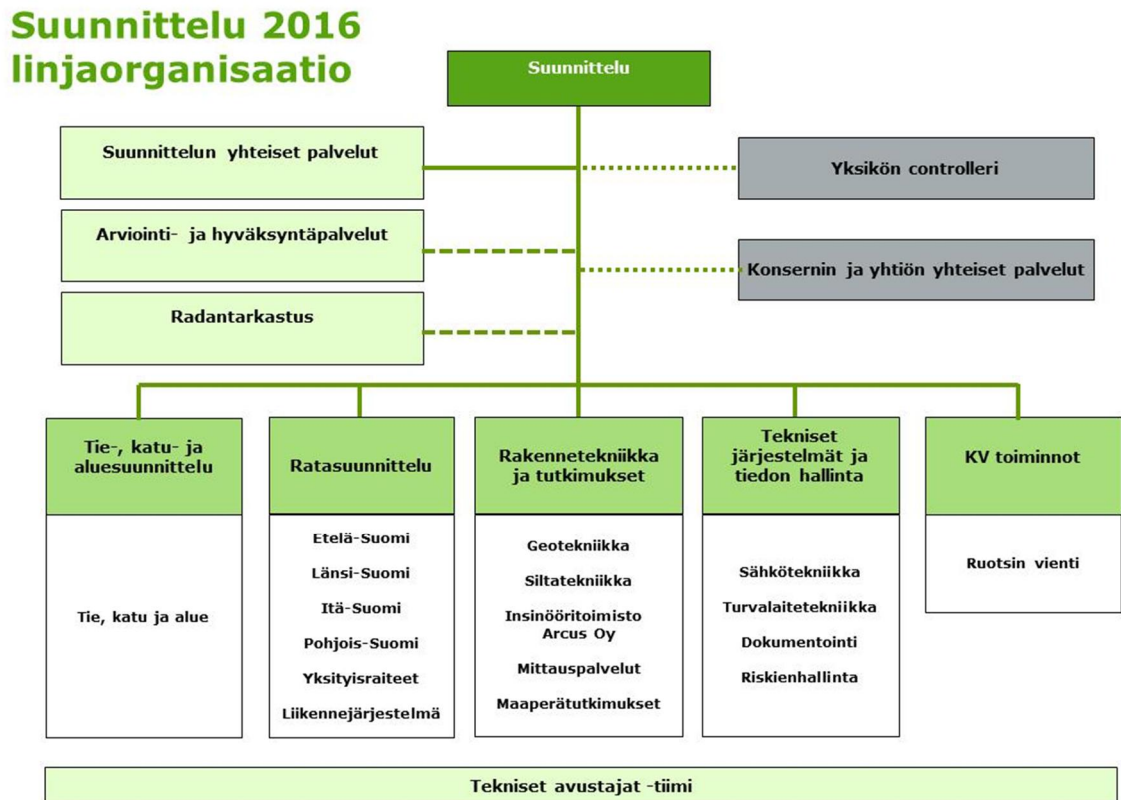 Suunnittelu 2016
linjaorganisaatio
Suunnittelu
Suunnittelun yhteiset palvelut
Yksikön controlleri
Arviointi- ja hyväksyntäpalvelut
Konsernin ja yhtiön yhteiset palvelut
Radantarkastus
Tie-, katu- ja
aluesuunnittelu
Tie, katu ja alue
Ratasuunnittelu
Etelä-Suomi
Länsi-Suomi
Itä-Suomi
Pohjois-Suomi
Yksityisraiteet
Liikennejärjestelmä
Rakennetekniikka
ja tutkimukset
Geotekniikka
Siltatekniikka
Insinööritoimisto
Arcus Oy
Mittauspalvelut
Maaperätutkimukset
Tekniset
järjestelmät ja
tiedon hallinta
Sähkötekniikka
Turvalaitetekniikka
Dokumentointi
Riskienhallinta
KV toiminnot
Ruotsin vienti
Tekniset avustajat -tiimi